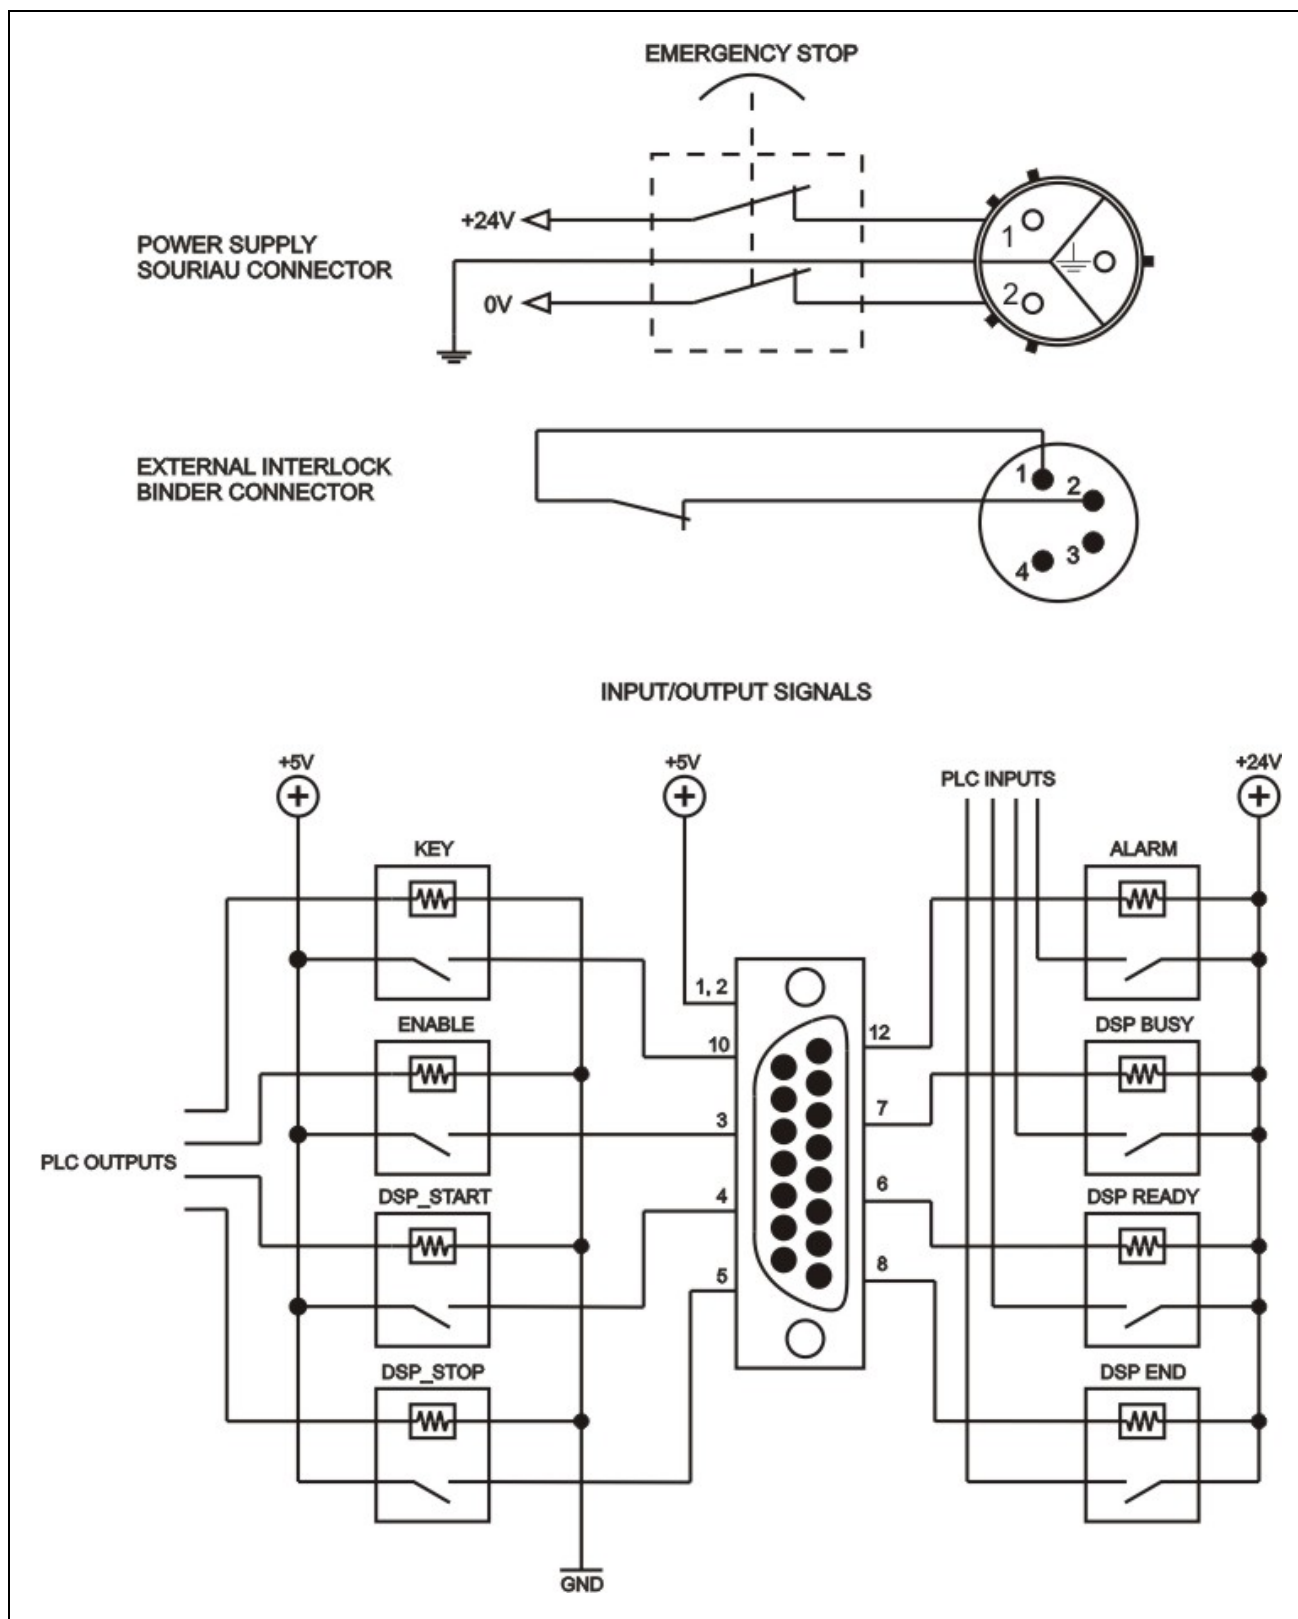 EMERGENCY STOP
+24V
1
POWER SUPPLY
SOURIAU CONNECTOR
0V
2
EXTERNAL INTERLOCK
BINDER CONNECTOR
1
2
3
4
INPUT/OUTPUT SIGNALS
+5V
+5V
PLC INPUTS
+24V
KEY
ALARM
1, 2
ENABLE
10
12
DSP BUSY
3
7
PLC OUTPUTS
DSP_START
4
6
DSP READY
5
8
DSP_STOP
DSP END
GND